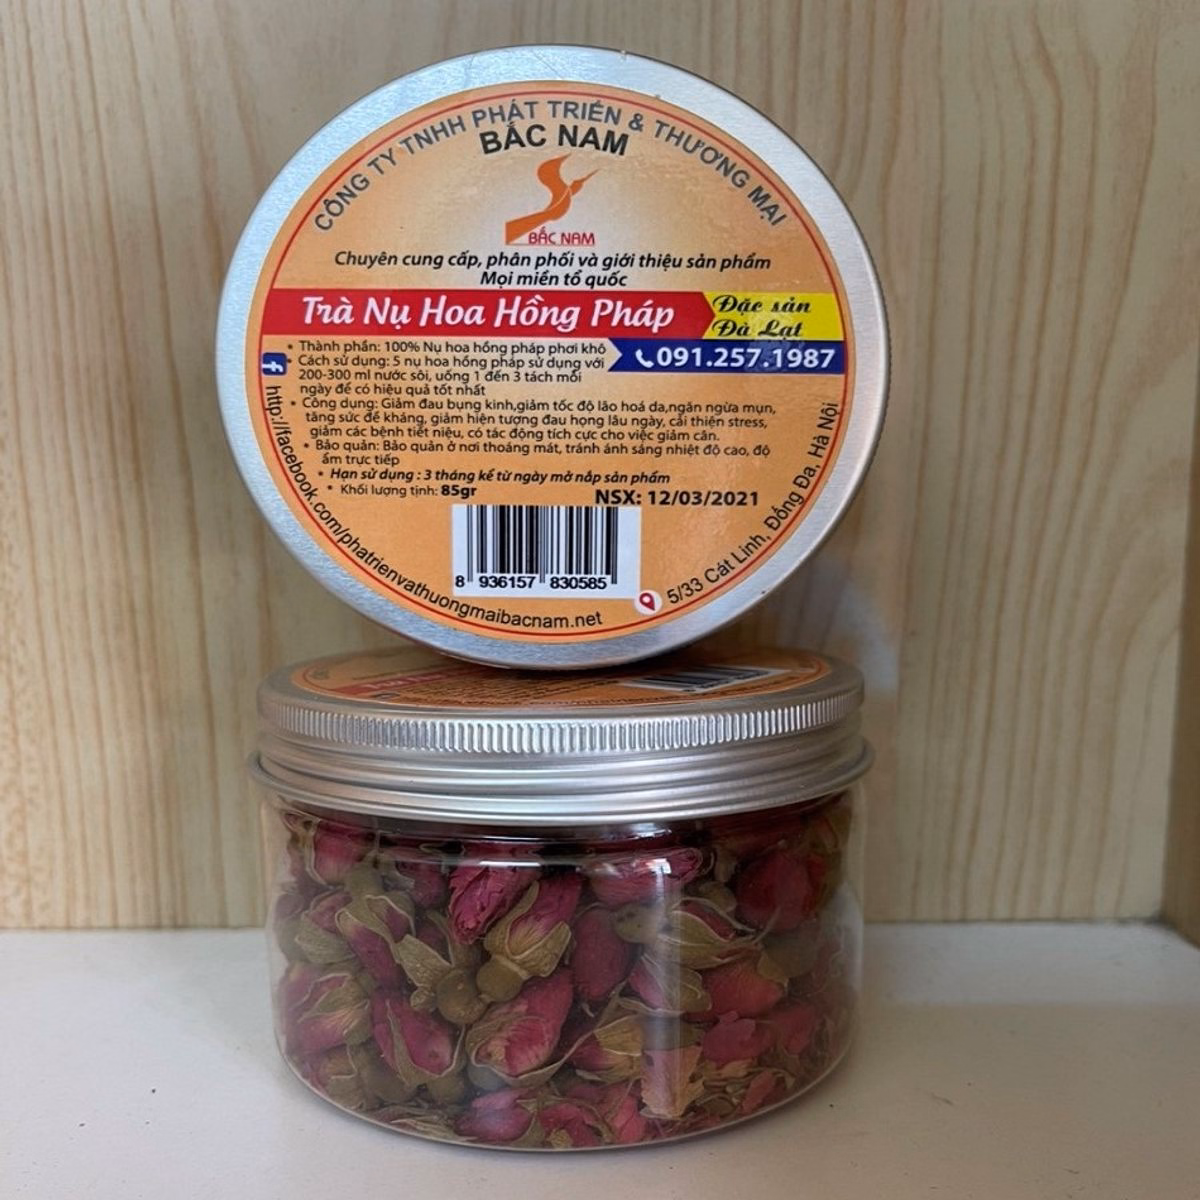 CÔNG TY TNHH PHÁT TRIỂN & THƯƠNG MẠI
BẮC NAM
BẮC NAM
Chuyên cung cấp, phân phối và giới thiệu sản phẩm
Mọi miền tổ quốc
Trà Nụ Hoa Hồng Pháp
Đặc sản
Đà Lạt
091.257.1987
• Thành phần: 100% Nụ hoa hồng pháp phơi khô
• Cách sử dụng: 5 nụ hoa hồng pháp sử dụng với
200-300 ml nước sôi, uống 1 đến 3 tách mỗi
ngày để có hiệu quả tốt nhất
• Công dụng: Giảm đau bụng kinh,giảm tốc độ lão hoá da,ngăn ngừa mụn,
tăng sức đề kháng, giảm hiện tượng đau họng lâu ngày, cải thiện stress,
giảm các bệnh tiết niệu, có tác động tích cực cho việc giảm cân.
• Bảo quản: Bảo quản ở nơi thoáng mát, tránh ánh sáng nhiệt độ cao, độ
ẩm trực tiếp
• Hạn sử dụng : 3 tháng kể từ ngày mở nắp sản phẩm
• Khối lượng tịnh: 85gr
NSX: 12/03/2021
8 936157 830585
http://facebook.com/phatrienvathuongmaibacnam.net
5/33 Cát Linh, Đống Đa, Hà Nội